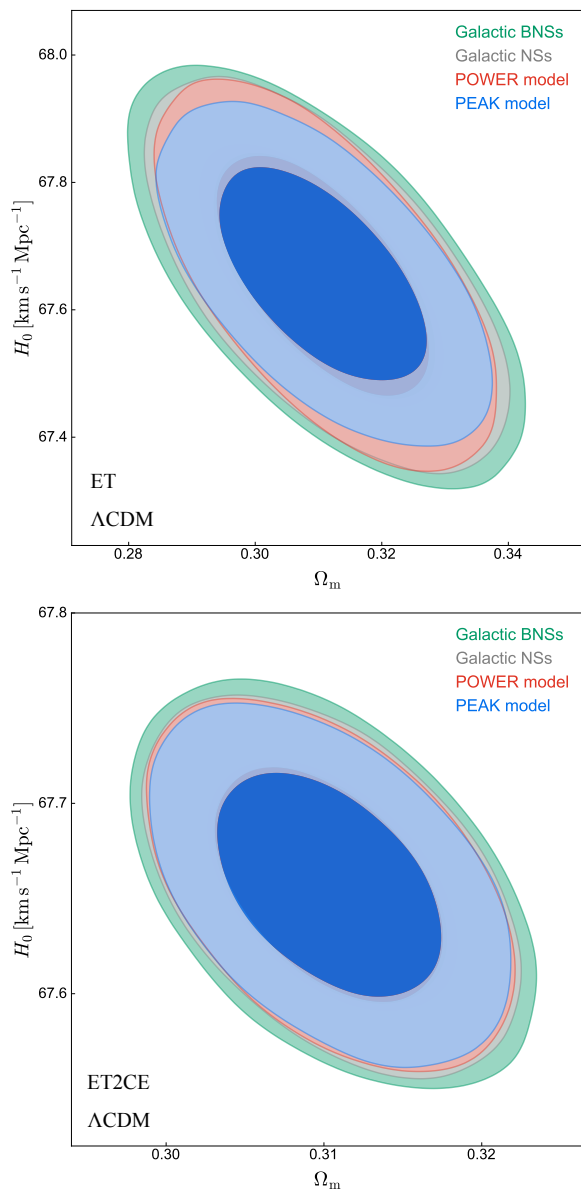 Galactic BNSs
Galactic NSs
POWER model
PEAK model
68.0
67.8
67.6
67.4
H₀ [km s⁻¹ Mpc⁻¹]
ET
ΛCDM
0.28 0.30 0.32 0.34
Ωₘ
Galactic BNSs
Galactic NSs
POWER model
PEAK model
67.8
67.7
67.6
H₀ [km s⁻¹ Mpc⁻¹]
ET2CE
ΛCDM
0.30 0.31 0.32
Ωₘ